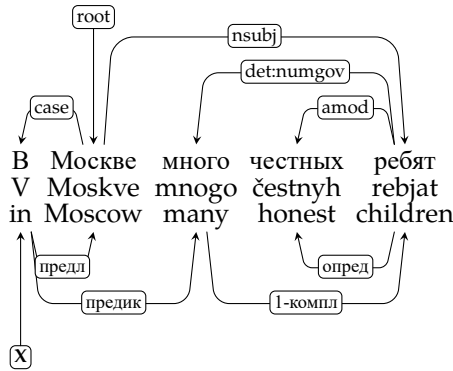 root
nsubj
det:numgov
case amod
В Москве много честных ребят
V Moskve mnogo čestnyh rebjat
in Moscow many honest children
предл опред
предик 1-компл
X